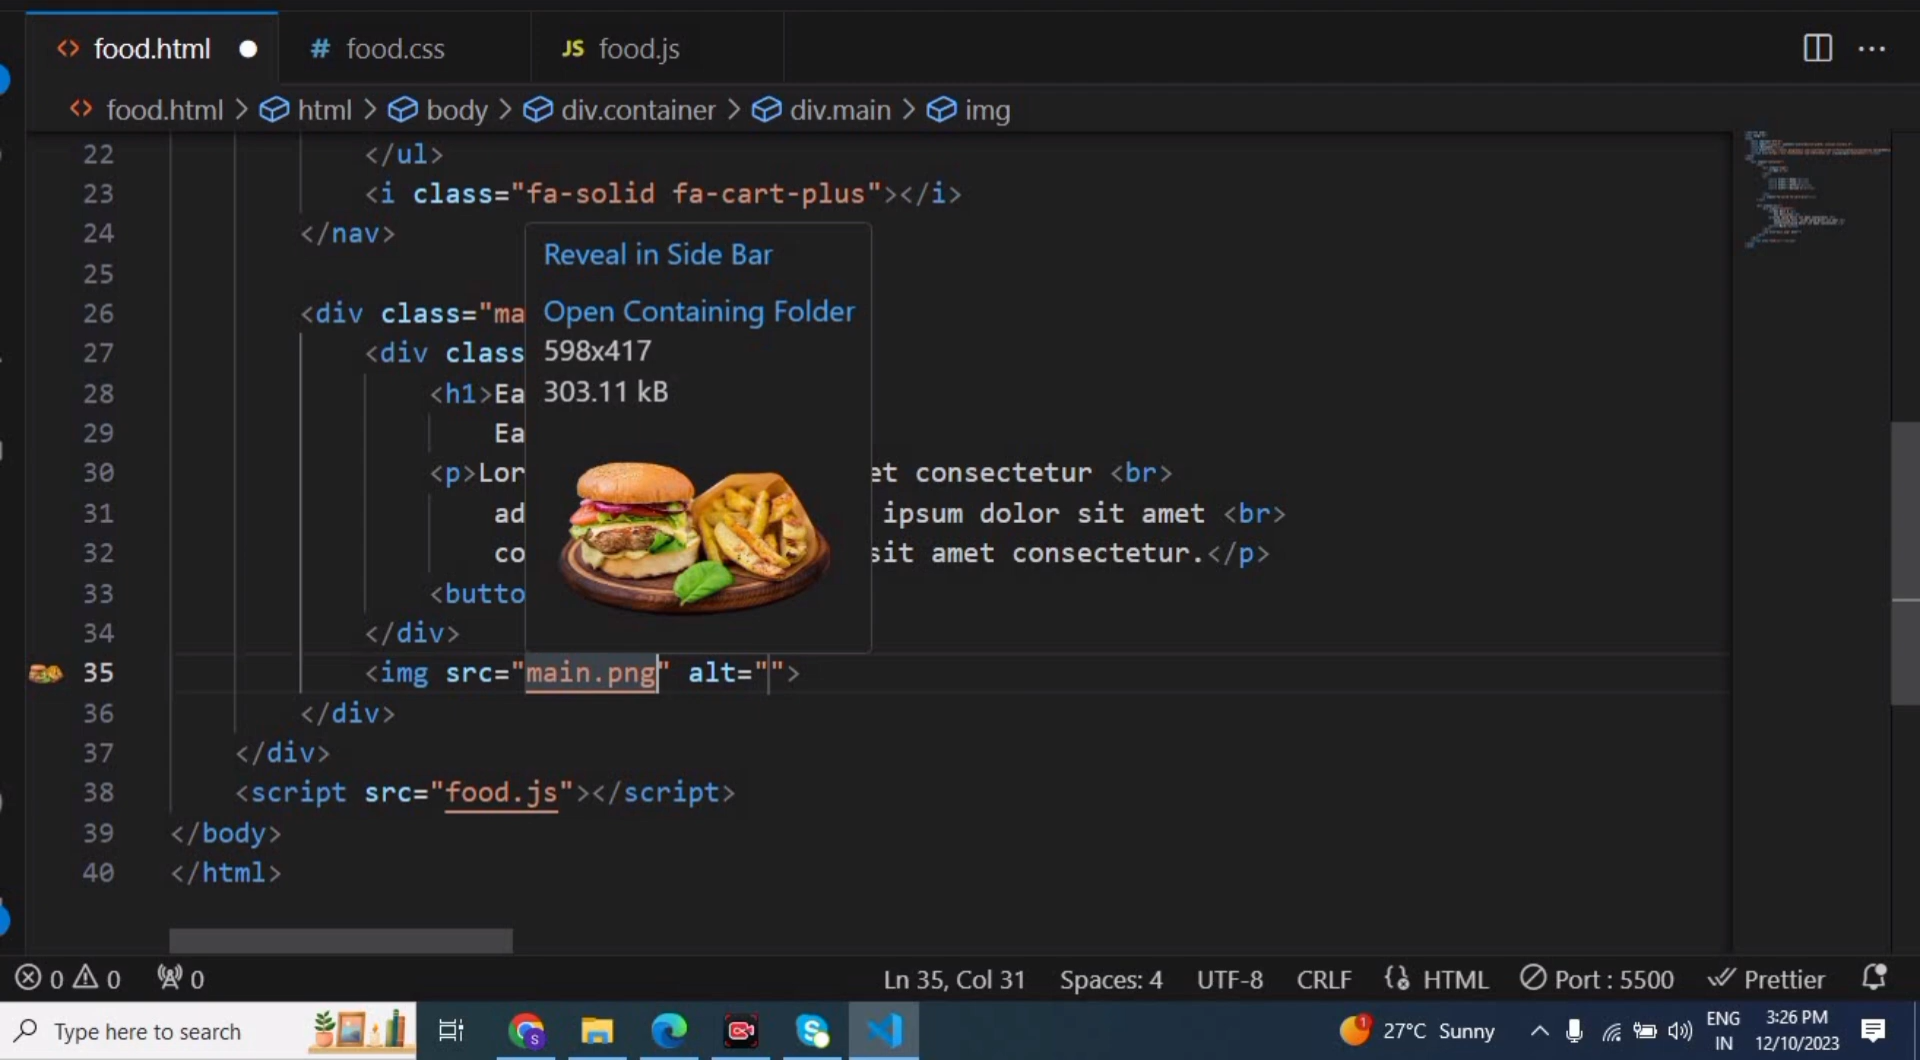 <> food.html # food.css JS food.js
<> food.html > html > body > div.container > div.main > img
22 </ul>
23 <i class="fa-solid fa-cart-plus"></i>
24 </nav>
25
26 <div class="ma
27 <div class
28 <h1>Ea
29 Ea
30 <p>Lor et consectetur <br>
31 ad ipsum dolor sit amet <br>
32 co sit amet consectetur.</p>
33 <butto
34 </div>
35 <img src="main.png" alt="">
36 </div>
37 </div>
38 <script src="food.js"></script>
39 </body>
40 </html>
Reveal in Side Bar
Open Containing Folder
598x417
303.11 kB
0 0 0 Ln 35, Col 31 Spaces: 4 UTF-8 CRLF HTML Port : 5500 Prettier
Type here to search S 1 27°C Sunny ENG 3:26 PM
IN 12/10/2023